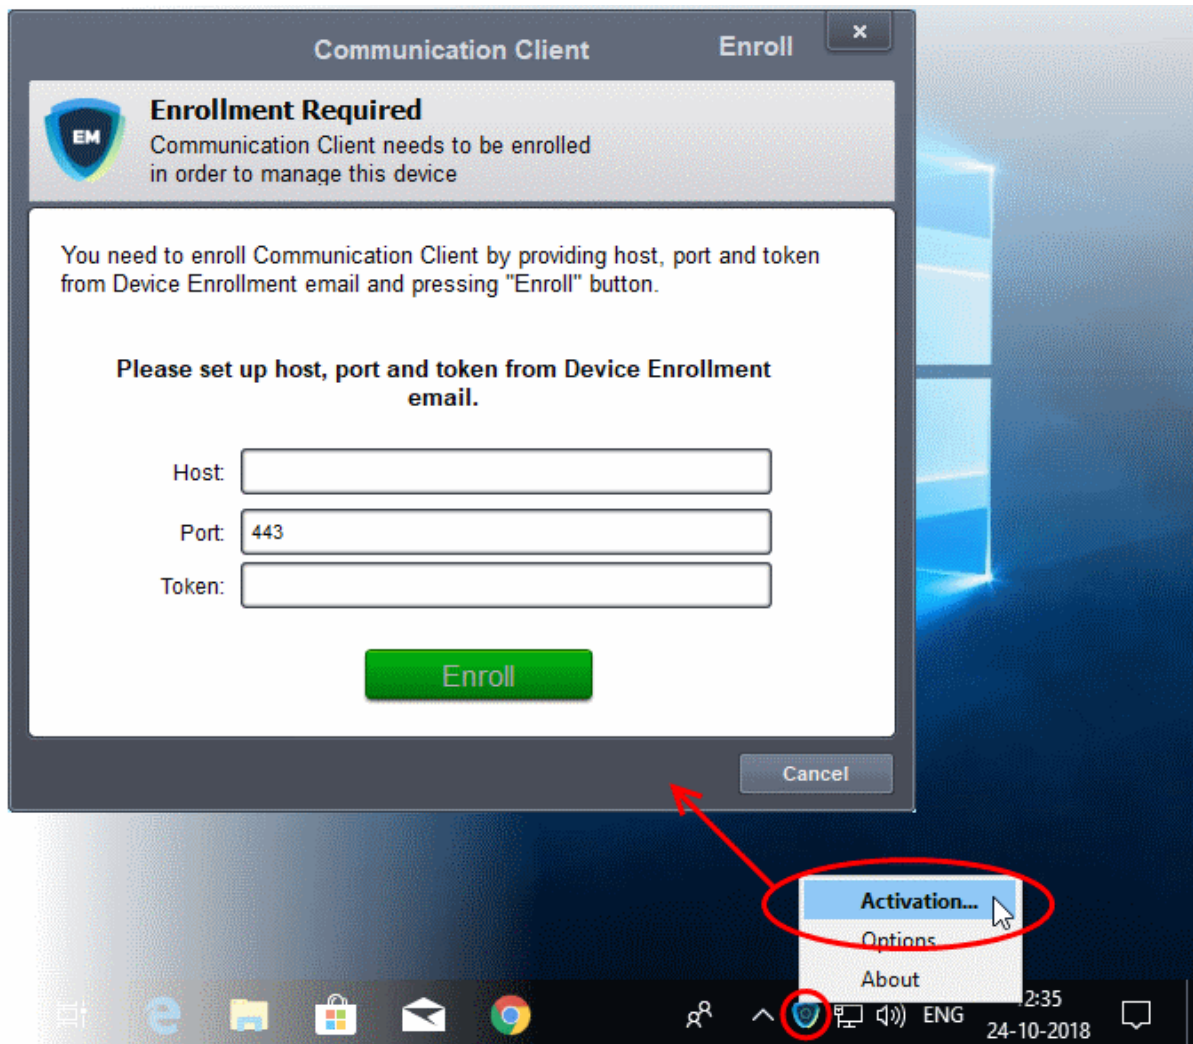 Communication Client
Enroll
EM
Enrollment Required
Communication Client needs to be enrolled
in order to manage this device
You need to enroll Communication Client by providing host, port and token
from Device Enrollment email and pressing "Enroll" button.
Please set up host, port and token from Device Enrollment
email.
Host:
Port: 443
Token:
Enroll
Cancel
Activation...
Options
About
ENG
2:35
24-10-2018